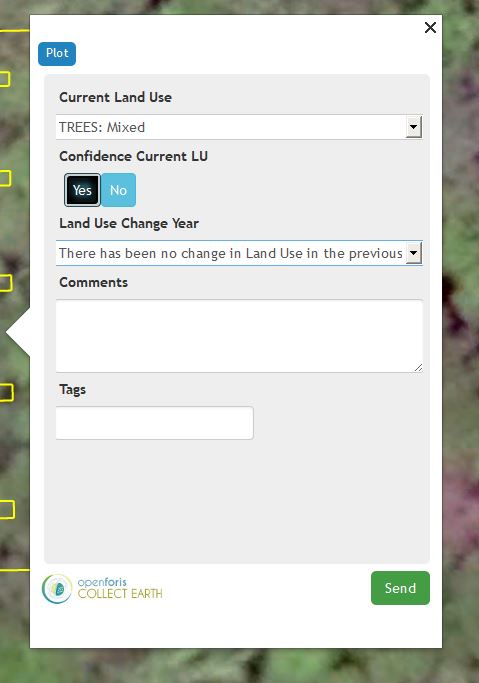 Plot
Current Land Use
TREES: Mixed
Confidence Current LU
Yes No
Land Use Change Year
There has been no change in Land Use in the previous
Comments
Tags
openforis
COLLECT EARTH
Send